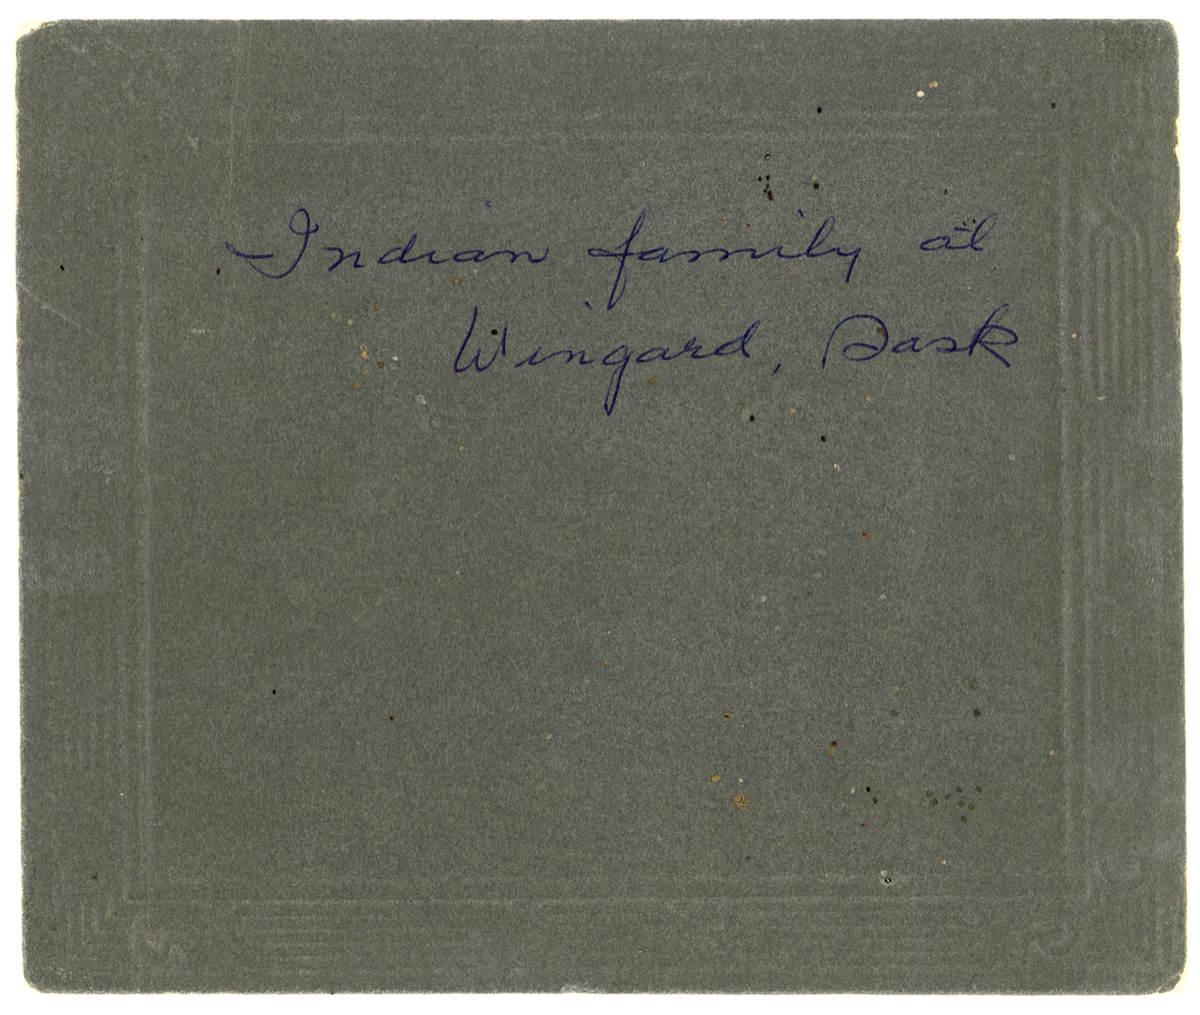 Indian family at
Wingard, Sask